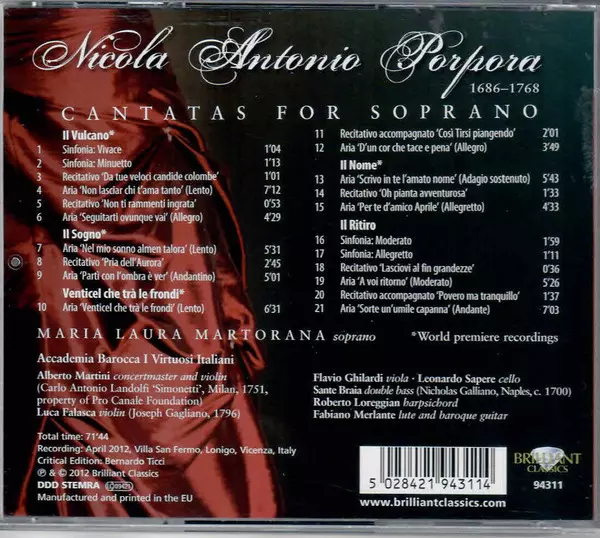 Nicola Antonio Porpora
1686–1768
CANTATAS FOR SOPRANO
Il Vulcano*
1 Sinfonia: Vivace 1'04
2 Sinfonia: Minuetto 1'13
3 Recitativo 'Da tue veloci candide colombe' 1'01
4 Aria 'Non lasciar chi t'ama tanto' (Lento) 7'12
5 Recitativo 'Non ti rammenti ingrata' 0'53
6 Aria 'Seguitarti ovunque vai' (Allegro) 4'29
Il Sogno*
7 Aria 'Nel mio sonno almen talora' (Lento) 5'31
8 Recitativo 'Pria dell'Aurora' 2'45
9 Aria 'Parti con l'ombra è ver' (Andantino) 5'01
Venticel che trà le frondi*
10 Aria 'Venticel che trà le frondi' (Lento) 6'31
11 Recitativo accompagnato 'Così Tirsi piangendo' 2'01
12 Aria 'D'un cor che tace e pena' (Allegro) 3'49
Il Nome*
13 Aria 'Scrivo in te l'amato nome' (Adagio sostenuto) 5'43
14 Recitativo 'Oh pianta avventurosa' 1'33
15 Aria 'Per te d'amico Aprile' (Allegretto) 6'41
Il Ritiro
16 Sinfonia: Moderato 1'59
17 Sinfonia: Allegretto 1'11
18 Recitativo 'Lasciovi al fin grandezze' 0'36
19 Aria 'A voi ritorno' (Moderato) 5'26
20 Recitativo accompagnato 'Povero ma tranquillo' 1'37
21 Aria 'Sorte un'umile capanna' (Andante) 7'03
MARIA LAURA MARTORANA soprano
*World premiere recordings
Accademia Barocca I Virtuosi Italiani
Alberto Martini concertmaster and violin
(Carlo Antonio Landolfi 'Simonetti', Milan, 1751,
property of Pro Canale Foundation)
Luca Falasca violin (Joseph Gagliano, 1796)
Flavio Ghilardi viola · Leonardo Sapere cello
Sante Braia double bass (Nicholas Galliano, Naples, c. 1700)
Roberto Loreggian harpsichord
Fabiano Merlante lute and baroque guitar
Total time: 71'44
Recording: April 2012, Villa San Fermo, Lonigo, Vicenza, Italy
Critical Edition: Bernardo Ticci
℗ & © 2012 Brilliant Classics
DDD STEMRA
Manufactured and printed in the EU
5 028421 943114
www.brilliantclassics.com
BRILLIANT
CLASSICS
94311